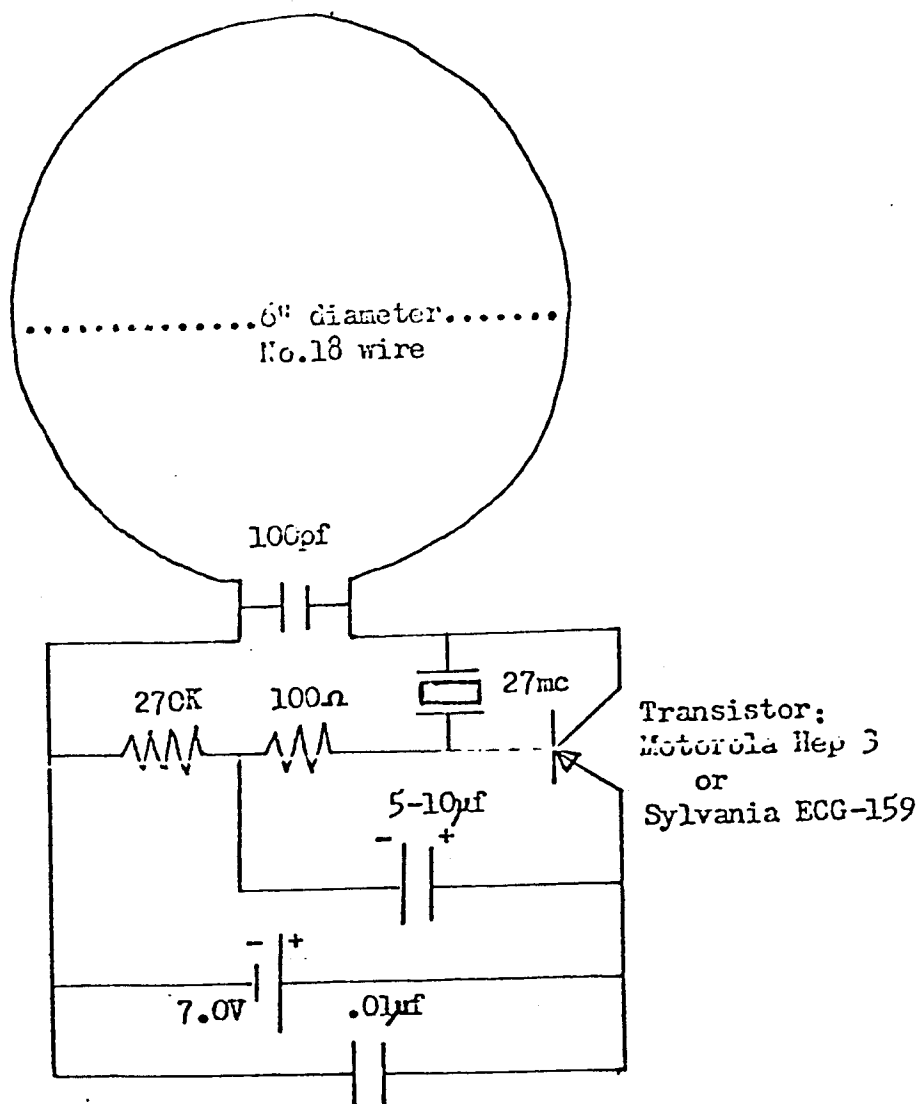 6" diameter
No.18 wire
100pf
27mc
270K
100Ω
Transistor:
Motorola Hep 3
or
Sylvania ECG-159
5-10µf
- +
- +
7.0V
.01µf